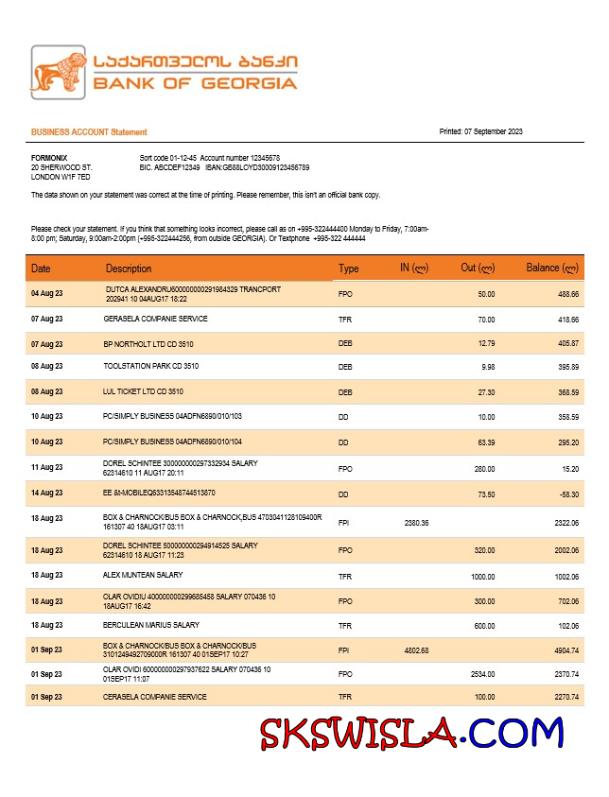 საქართველოს ბანკი
BANK OF GEORGIA
BUSINESS ACCOUNT Statement Printed: 07 September 2023
FORMONIX Sort code 01-12-45 Account number 12345678
20 SHERWOOD ST. BIC. ABCDEF12349 IBAN:GB88LOYD30009123456789
LONDON W1F 7ED
The data shown on your statement was correct at the time of printing. Please remember, this isn't an official bank copy.
Please check your statement. If you think that something looks incorrect, please call as on +995-322444400 Monday to Friday, 7:00am-
8:00 pm; Saturday, 9:00am-2:00pm (+995-322444256, from outside GEORGIA). Or Textphone +995-322 444444
Date Description Type IN (ლ) Out (ლ) Balance (ლ)
04 Aug 23 DUTCA ALEXANDRU600000000291984329 TRANCPORT FPO 50.00 488.66
202941 10 04AUG17 18:22
07 Aug 23 GERASELA COMPANIE SERVICE TFR 70.00 418.66
07 Aug 23 BP NORTHOLT LTD CD 3510 DEB 12.79 405.87
08 Aug 23 TOOLSTATION PARK CD 3510 DEB 9.98 395.89
08 Aug 23 LUL TICKET LTD CD 3510 DEB 27.30 368.59
10 Aug 23 PC/SIMPLY BUSINESS 04ADFN6890/010/103 DD 10.00 358.59
10 Aug 23 PC/SIMPLY BUSINESS 04ADFN6890/010/104 DD 63.39 295.20
11 Aug 23 DOREL SCHINTEE 300000000297332934 SALARY FPO 280.00 15.20
62314610 11 AUG17 20:11
14 Aug 23 EE &t-MOBILEQ63313548744513870 DD 73.50 -58.30
18 Aug 23 BOX & CHARNOCK/BUS BOX & CHARNOCK,BUS 4703041128109400R FPI 2380.36 2322.06
161307 40 18AUG17 03:11
18 Aug 23 DOREL SCHINTEE 500000000294914525 SALARY FPO 320.00 2002.06
62314610 18 AUG17 11:23
18 Aug 23 ALEX MUNTEAN SALARY TFR 1000.00 1002.06
18 Aug 23 OLAR OVIDIU 400000000299685458 SALARY 070436 10 FPO 300.00 702.06
18AUG17 16:42
18 Aug 23 BERCULEAN MARIUS SALARY TFR 600.00 102.06
01 Sep 23 BOX & CHARNOCK/BUS BOX & CHARNOCK/BUS FPI 4802.68 4904.74
3101249492709000R 161307 40 01SEP17 10:27
01 Sep 23 OLAR OVIDI 600000000297937622 SALARY 070436 10 FPO 2534.00 2370.74
01SEP17 11:07
01 Sep 23 CERASELA COMPANIE SERVICE TFR 100.00 2270.74
SKSWISLA.COM